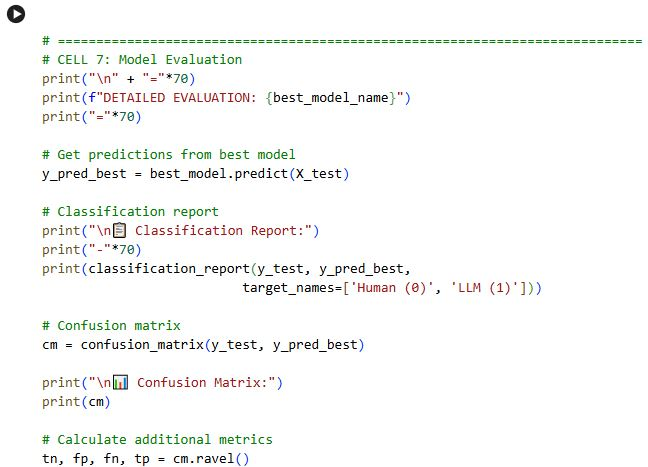 # ============================================================================
# CELL 7: Model Evaluation
print("\n" + "="*70)
print(f"DETAILED EVALUATION: {best_model_name}")
print("="*70)
# Get predictions from best model
y_pred_best = best_model.predict(X_test)
# Classification report
print("\n📋 Classification Report:")
print("-"*70)
print(classification_report(y_test, y_pred_best,
                          target_names=['Human (0)', 'LLM (1)']))
# Confusion matrix
cm = confusion_matrix(y_test, y_pred_best)
print("\n📊 Confusion Matrix:")
print(cm)
# Calculate additional metrics
tn, fp, fn, tp = cm.ravel()